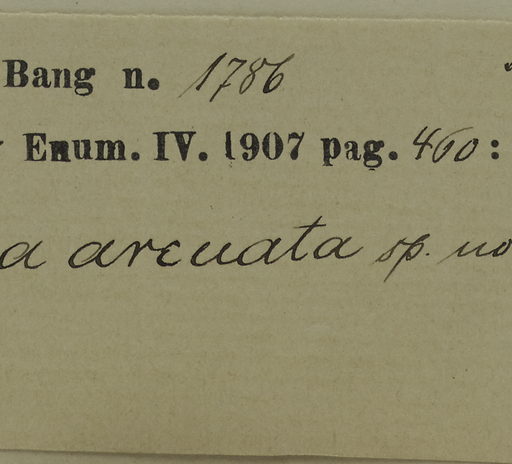 Bang n. 1786
Enum. IV. 1907 pag. 460:
a arcuata sp. no